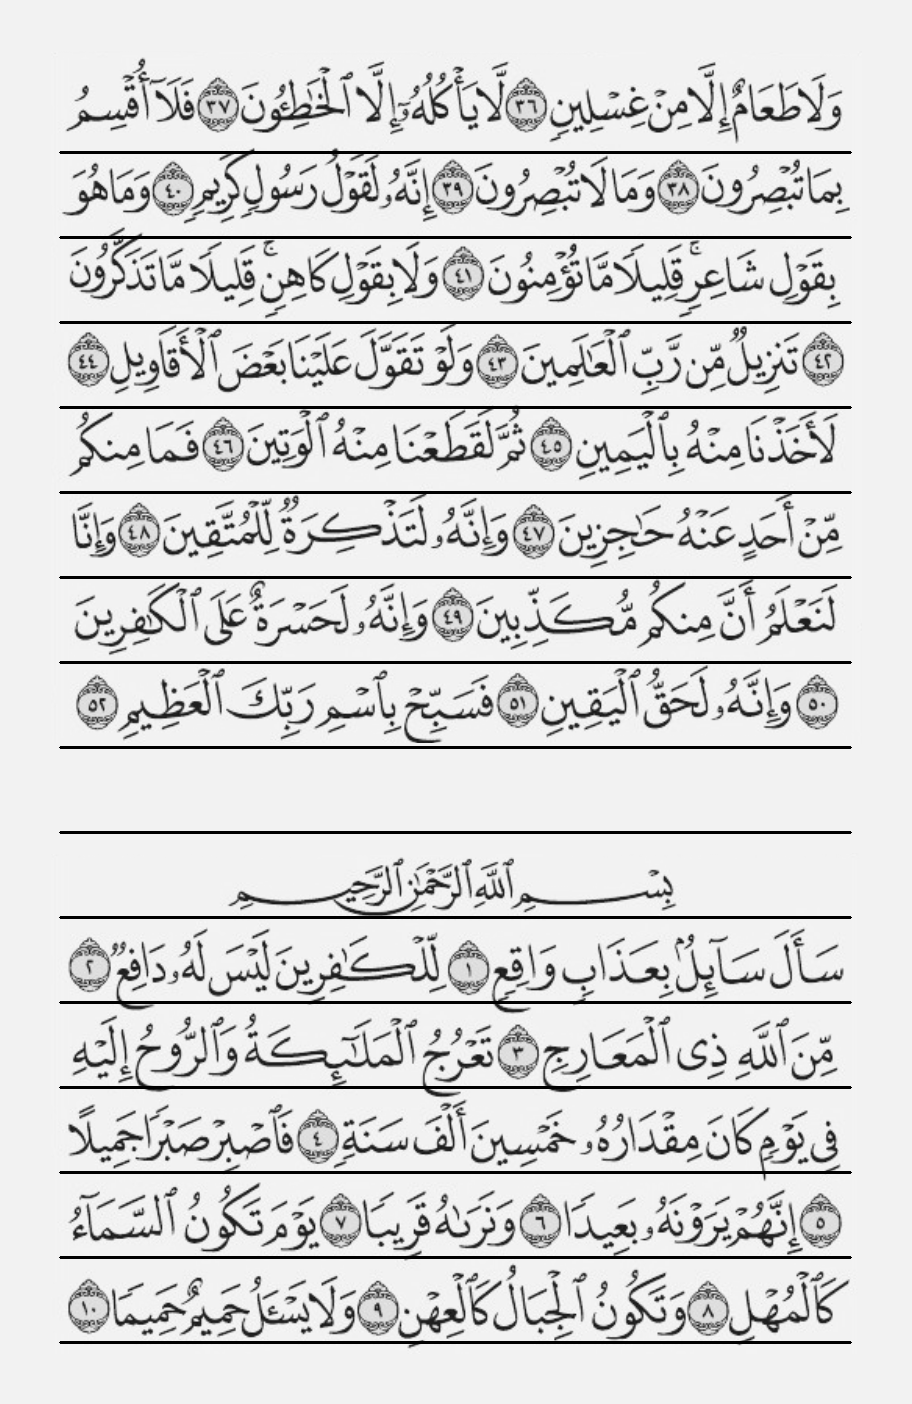 وَلَا طَعَامٌ إِلَّا مِنْ غِسْلِينٍ ٣٦ لَّا يَأْكُلُهُۥٓ إِلَّا ٱلْخَٰطِـُٔونَ ٣٧ فَلَآ أُقْسِمُ
بِمَا تُبْصِرُونَ ٣٨ وَمَا لَا تُبْصِرُونَ ٣٩ إِنَّهُۥ لَقَوْلُ رَسُولٍ كَرِيمٍ ٤٠ وَمَا هُوَ
بِقَوْلِ شَاعِرٍ ۚ قَلِيلًا مَّا تُؤْمِنُونَ ٤١ وَلَا بِقَوْلِ كَاهِنٍ ۚ قَلِيلًا مَّا تَذَكَّرُونَ
٤٢ تَنزِيلٌ مِّن رَّبِّ ٱلْعَٰلَمِينَ ٤٣ وَلَوْ تَقَوَّلَ عَلَيْنَا بَعْضَ ٱلْأَقَاوِيلِ ٤٤
لَأَخَذْنَا مِنْهُ بِٱلْيَمِينِ ٤٥ ثُمَّ لَقَطَعْنَا مِنْهُ ٱلْوَتِينَ ٤٦ فَمَا مِنكُم
مِّنْ أَحَدٍ عَنْهُ حَٰجِزِينَ ٤٧ وَإِنَّهُۥ لَتَذْكِرَةٌ لِّلْمُتَّقِينَ ٤٨ وَإِنَّا
لَنَعْلَمُ أَنَّ مِنكُم مُّكَذِّبِينَ ٤٩ وَإِنَّهُۥ لَحَسْرَةٌ عَلَى ٱلْكَٰفِرِينَ
٥٠ وَإِنَّهُۥ لَحَقُّ ٱلْيَقِينِ ٥١ فَسَبِّحْ بِٱسْمِ رَبِّكَ ٱلْعَظِيمِ ٥٢
بِسْمِ ٱللَّهِ ٱلرَّحْمَٰنِ ٱلرَّحِيمِ
سَأَلَ سَآئِلٌۢ بِعَذَابٍ وَاقِعٍ ١ لِّلْكَٰفِرِينَ لَيْسَ لَهُۥ دَافِعٌ ٢
مِّنَ ٱللَّهِ ذِى ٱلْمَعَارِجِ ٣ تَعْرُجُ ٱلْمَلَٰٓئِكَةُ وَٱلرُّوحُ إِلَيْهِ
فِى يَوْمٍ كَانَ مِقْدَارُهُۥ خَمْسِينَ أَلْفَ سَنَةٍ ٤ فَٱصْبِرْ صَبْرًا جَمِيلًا
٥ إِنَّهُمْ يَرَوْنَهُۥ بَعِيدًا ٦ وَنَرَىٰهُ قَرِيبًا ٧ يَوْمَ تَكُونُ ٱلسَّمَآءُ
كَٱلْمُهْلِ ٨ وَتَكُونُ ٱلْجِبَالُ كَٱلْعِهْنِ ٩ وَلَا يَسْـَٔلُ حَمِيمٌ حَمِيمًا ١٠